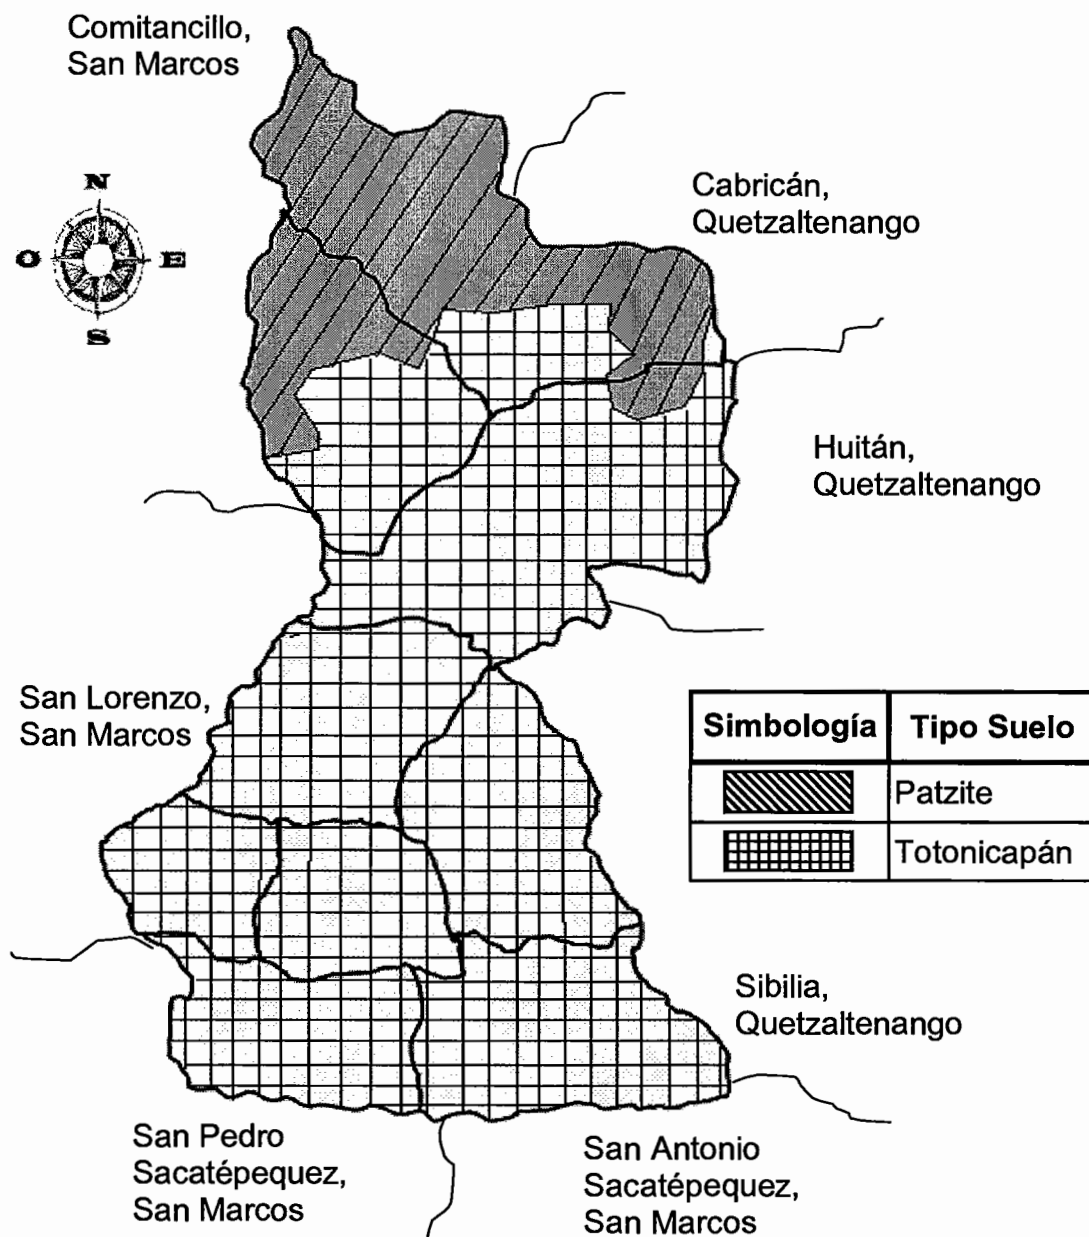 Comitancillo,
San Marcos
N
O
E
S
Cabricán,
Quetzaltenango
Huitán,
Quetzaltenango
San Lorenzo,
San Marcos
Simbología
Tipo Suelo
Patzite
Totonicapán
Sibilia,
Quetzaltenango
San Pedro
Sacatépequez,
San Marcos
San Antonio
Sacatépequez,
San Marcos